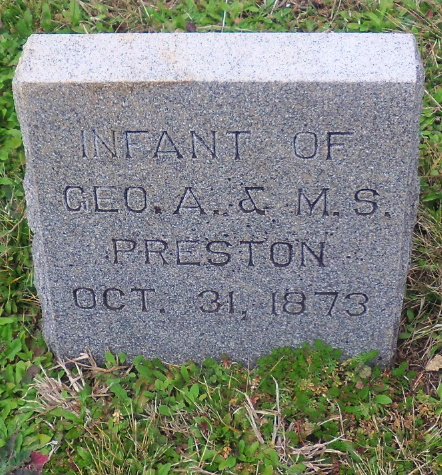 INFANT OF
GEO. A. & M. S.
PRESTON
OCT. 31, 1873